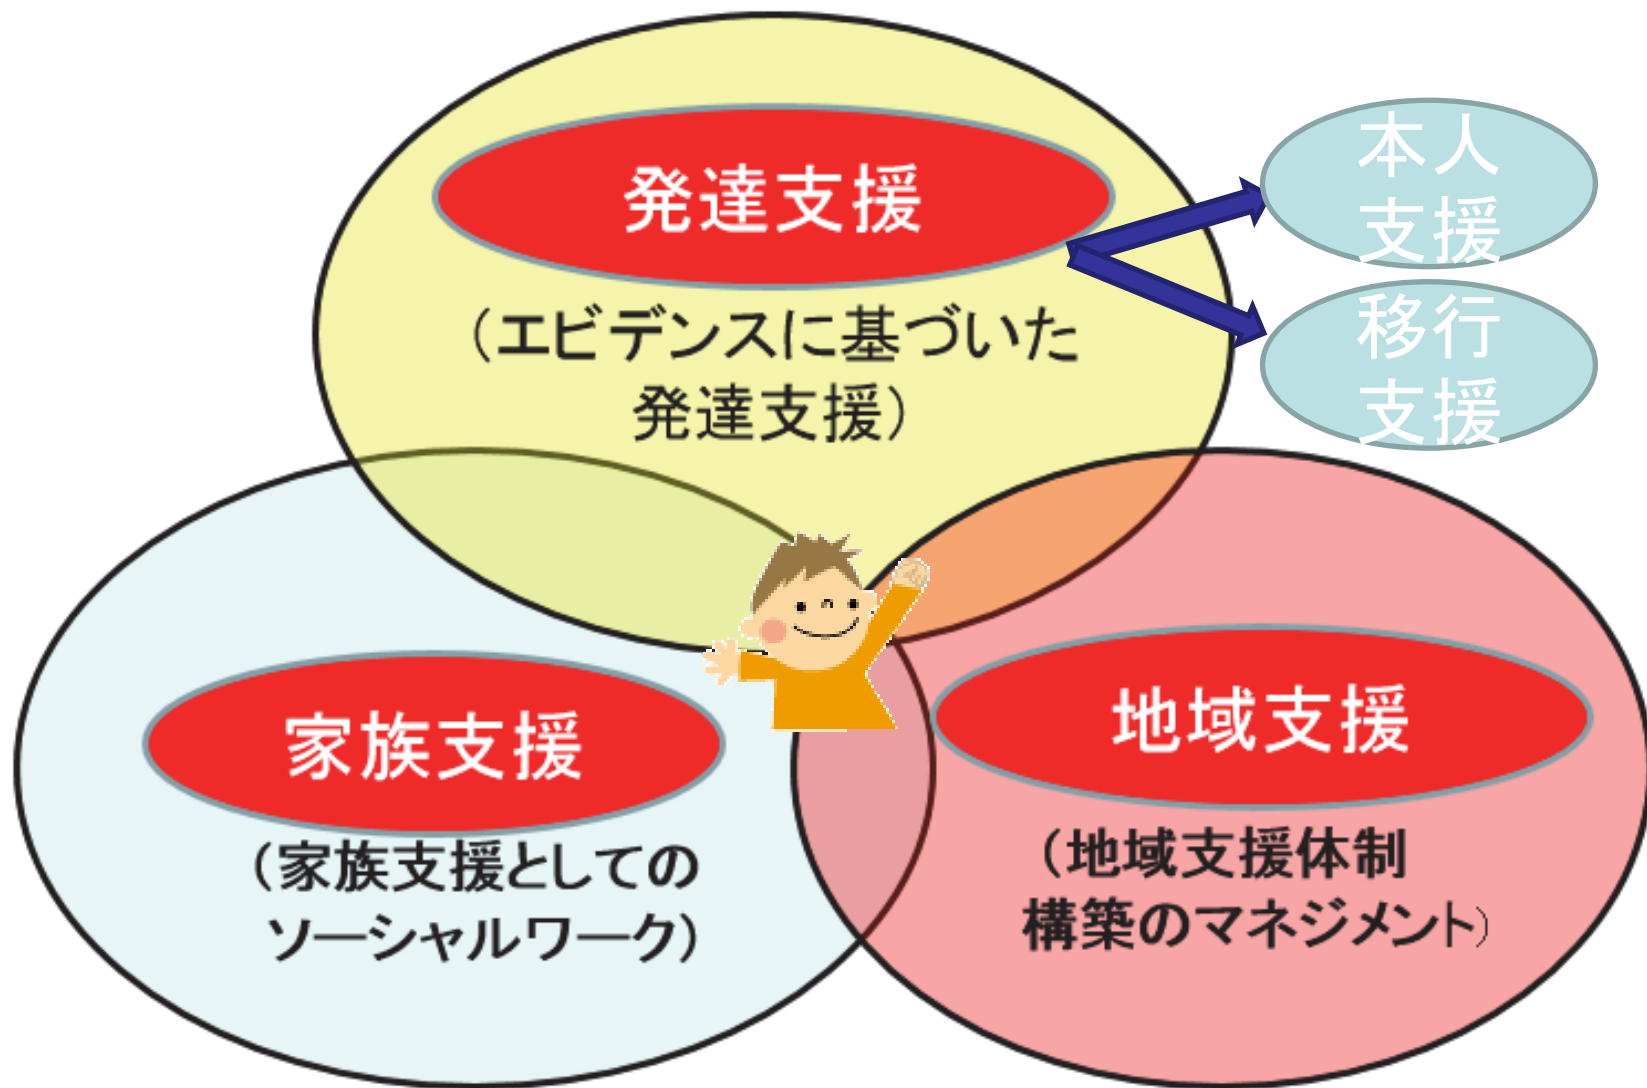 発達支援
（エビデンスに基づいた
発達支援）
本人
支援
移行
支援
家族支援
（家族支援としての
ソーシャルワーク）
地域支援
（地域支援体制
構築のマネジメント）